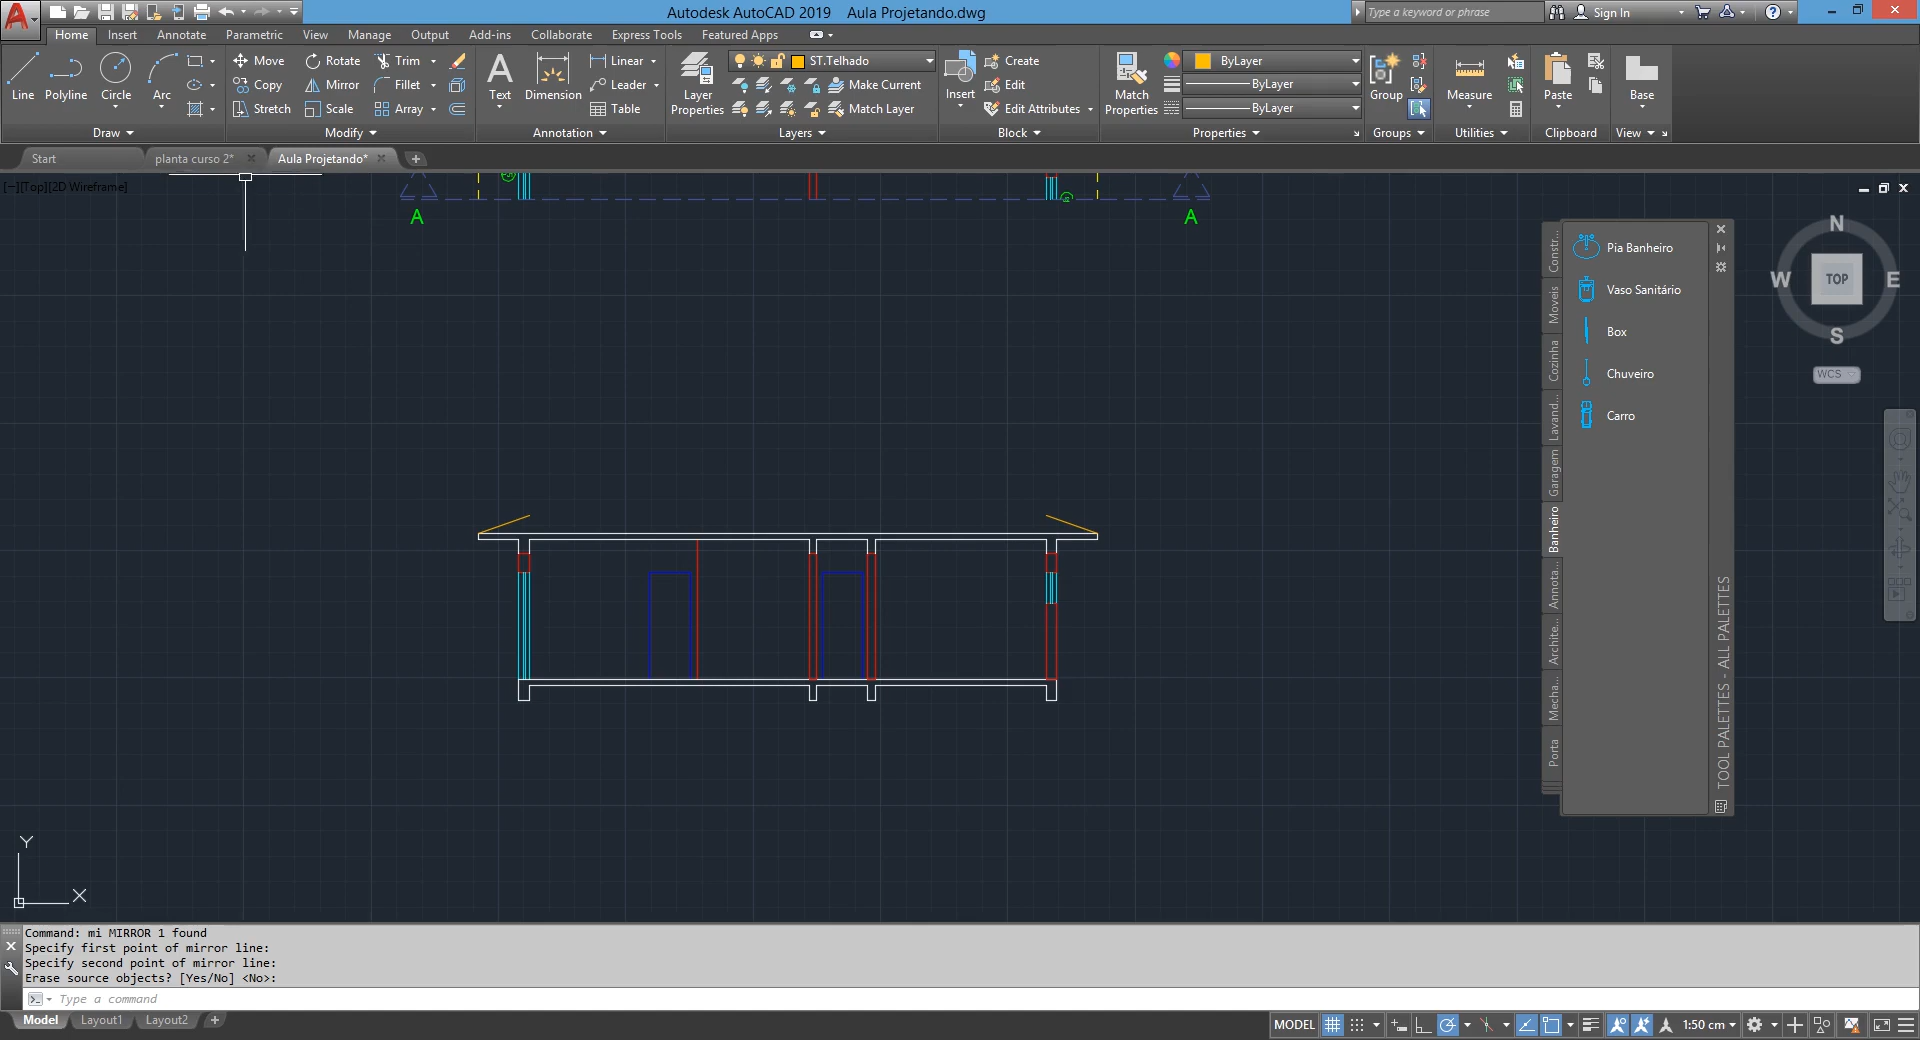 Autodesk AutoCAD 2019 Aula Projetando.dwg
Type a keyword or phrase
Sign In
Home Insert Annotate Parametric View Manage Output Add-ins Collaborate Express Tools Featured Apps
Line Polyline Circle Arc
Move Rotate Trim
Copy Mirror Fillet
Stretch Scale Array
Text Dimension
Linear
Leader
Table
Layer Properties
ST.Telhado
Make Current
Match Layer
Insert
Create
Edit
Edit Attributes
Match Properties
ByLayer
ByLayer
ByLayer
Group
Measure
Paste
Base
Draw Modify Annotation Layers Block Properties Groups Utilities Clipboard View
Start planta curso 2* Aula Projetando*
[−][Top][2D Wireframe]
A A
Constr...
Moveis
Cozinha
Lavand...
Garagem
Banheiro
Annota...
Archite...
Mecha...
Porta
Pia Banheiro
Vaso Sanitário
Box
Chuveiro
Carro
TOOL PALETTES - ALL PALETTES
N
W TOP E
S
WCS
Y
X
Command: mi MIRROR 1 found
Specify first point of mirror line:
Specify second point of mirror line:
Erase source objects? [Yes/No] <No>:
Type a command
Model Layout1 Layout2
MODEL
1:50 cm